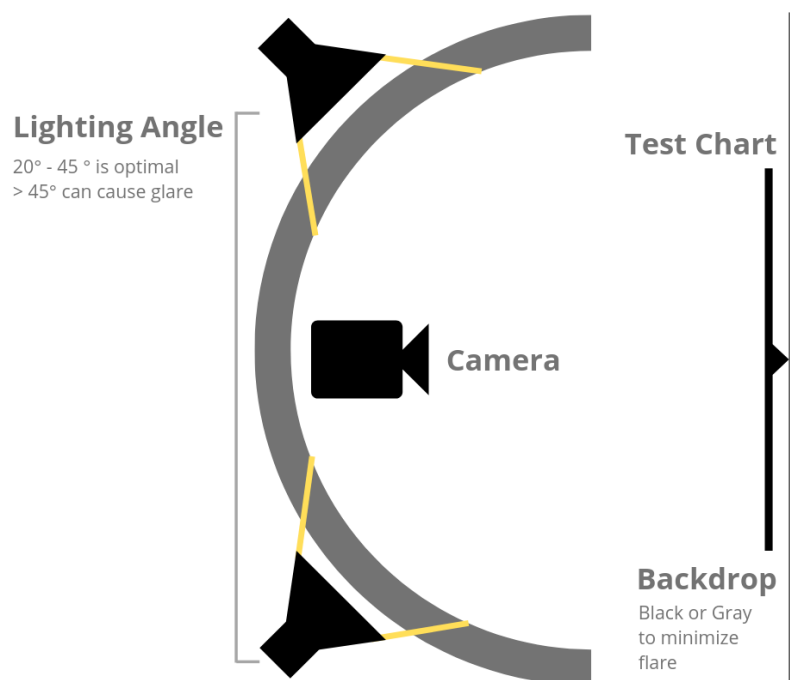 Lighting Angle
20° - 45 ° is optimal
> 45° can cause glare
Test Chart
Camera
Backdrop
Black or Gray
to minimize
flare